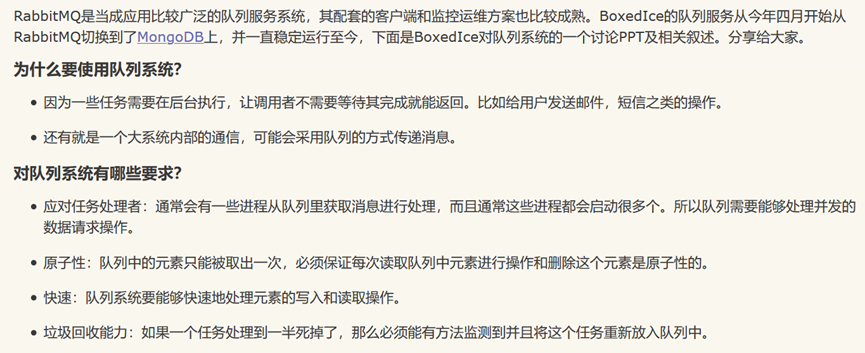 RabbitMQ是当成应用比较广泛的队列服务系统，其配套的客户端和监控运维方案也比较成熟。BoxedIce的队列服务从今年四月开始从
RabbitMQ切换到了MongoDB上，并一直稳定运行至今，下面是BoxedIce对队列系统的一个讨论PPT及相关叙述。分享给大家。
为什么要使用队列系统?
• 因为一些任务需要在后台执行，让调用者不需要等待其完成就能返回。比如给用户发送邮件，短信之类的操作。
• 还有就是一个大系统内部的通信，可能会采用队列的方式传递消息。
对队列系统有哪些要求?
• 应对任务处理者：通常会有一些进程从队列里获取消息进行处理，而且通常这些进程都会启动很多个。所以队列需要能够处理并发的
数据请求操作。
• 原子性：队列中的元素只能被取出一次，必须保证每次读取队列中元素进行操作和删除这个元素是原子性的。
• 快速：队列系统要能够快速地处理元素的写入和读取操作。
• 垃圾回收能力：如果一个任务处理到一半死掉了，那么必须能有方法监测到并且将这个任务重新放入队列中。